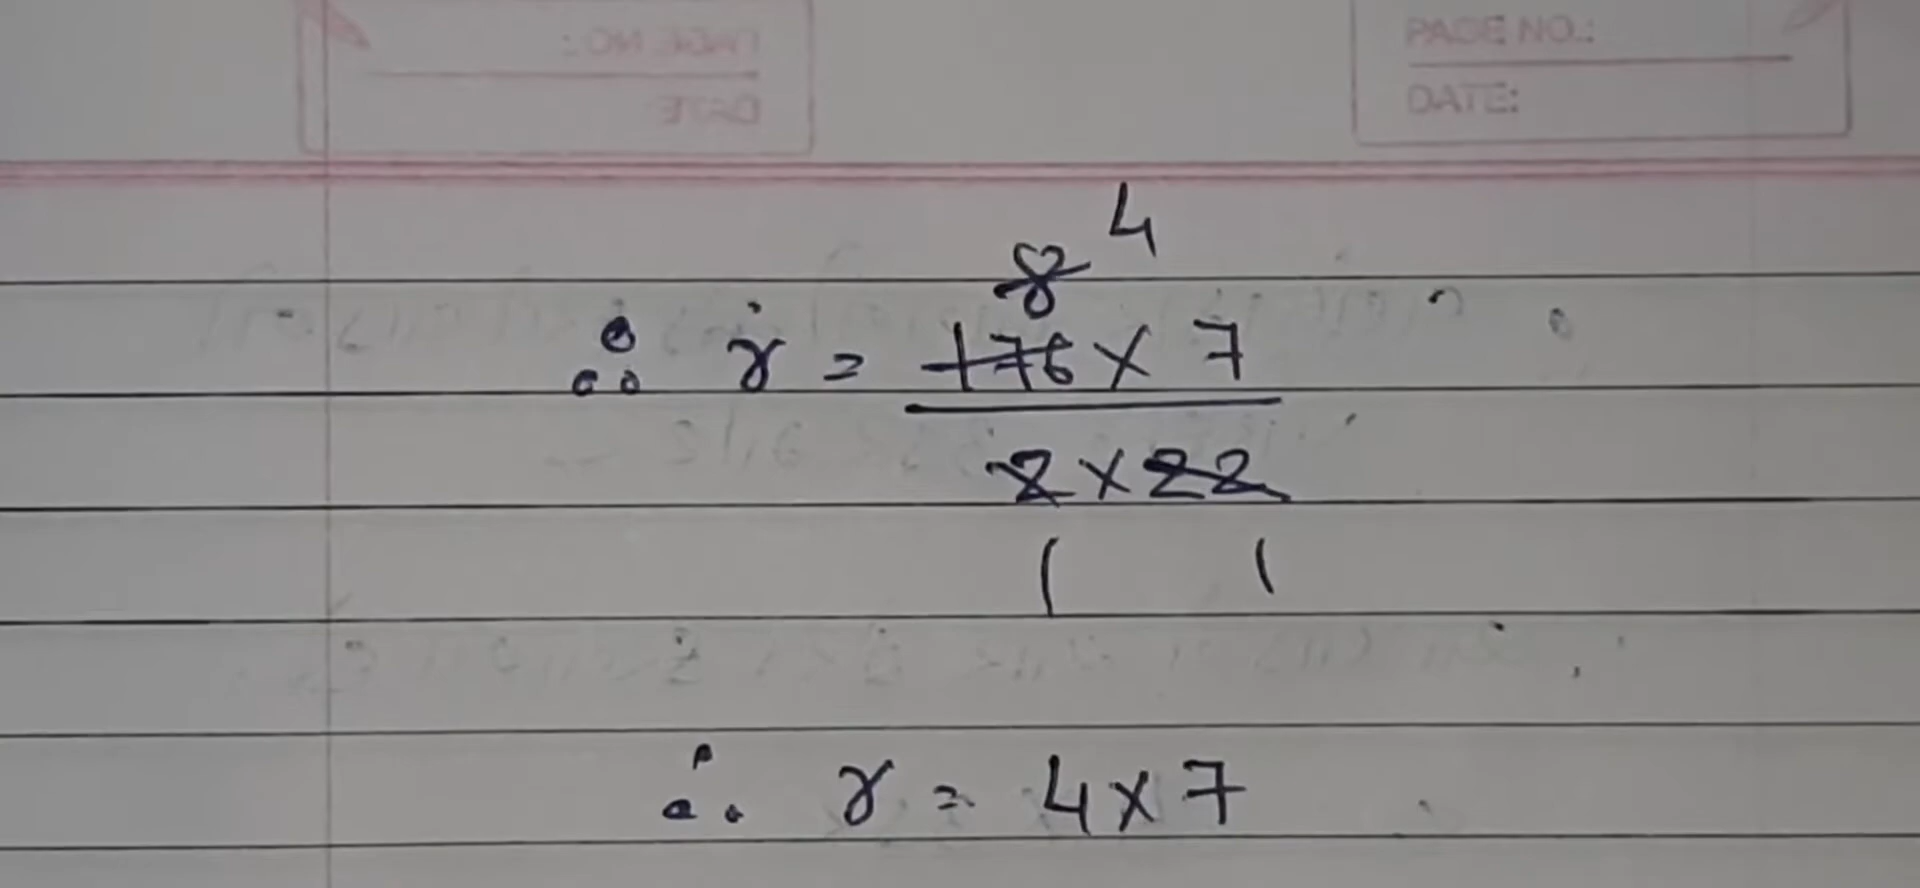 PAGE NO.:
DATE:
8 4
∴ r = 176 × 7
2 × 22
1 1
∴ r = 4 × 7